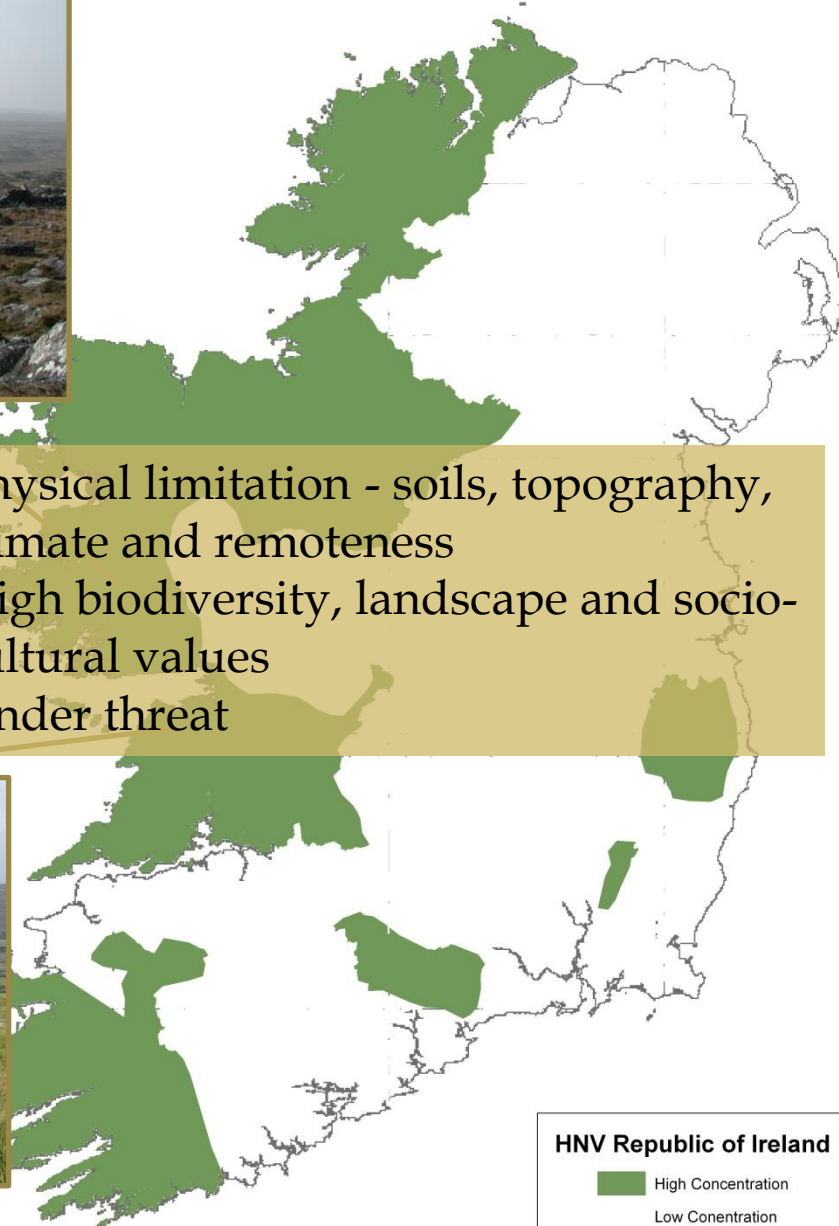 hysical limitation - soils, topography,
imate and remoteness
igh biodiversity, landscape and socio-
ultural values
nder threat
HNV Republic of Ireland
High Concentration
Low Conentration